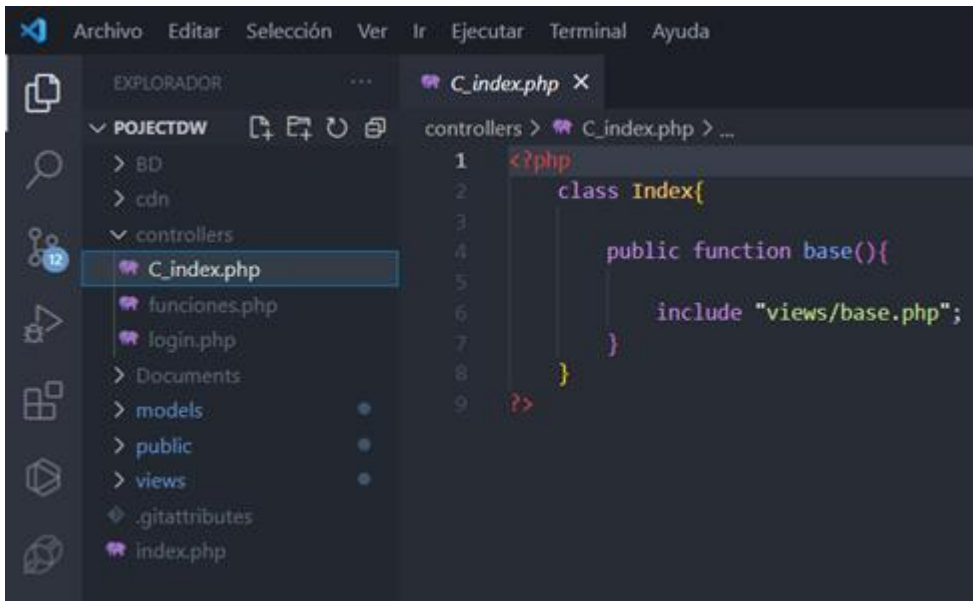 Archivo Editar Selección Ver Ir Ejecutar Terminal Ayuda
EXPLORADOR ...
POJECTDW
BD
cdn
controllers
C_index.php
funciones.php
login.php
Documents
models
public
views
.gitattributes
index.php
12
C_index.php
controllers > C_index.php > ...
1 <?php
2 class Index{
3
4 public function base(){
5
6 include "views/base.php";
7 }
8 }
9 ?>